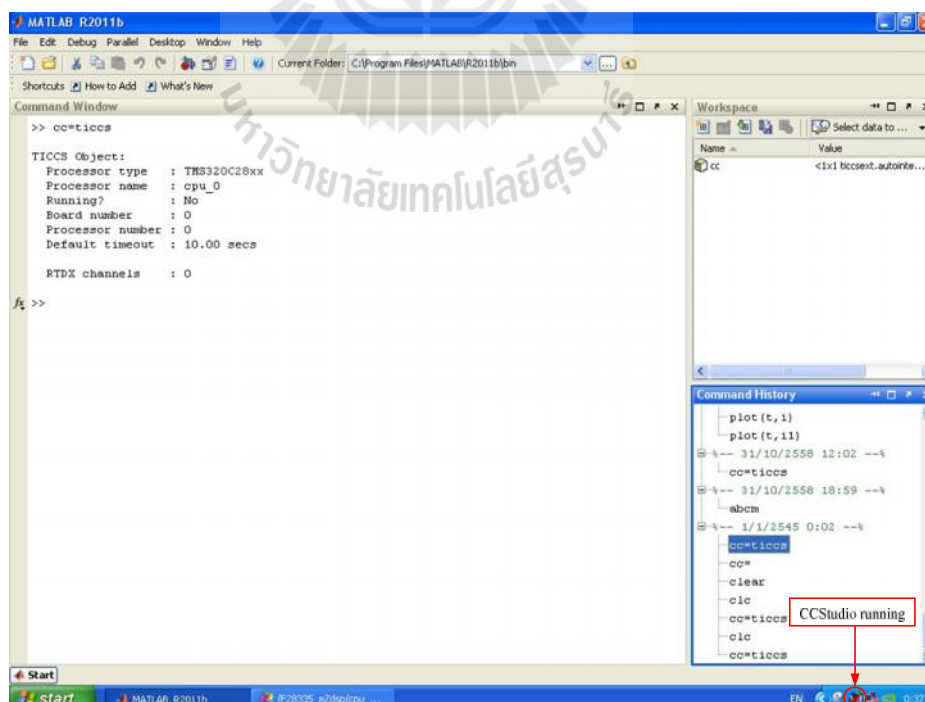 MATLAB R2011b
File Edit Debug Parallel Desktop Window Help
Current Folder: C:\Program Files\MATLAB\R2011b\bin
Shortcuts How to Add What's New
Command Window
>> cc=ticcs
TICCS Object:
Processor type : TMS320C28xx
Processor name : cpu_0
Running? : No
Board number : 0
Processor number : 0
Default timeout : 10.00 secs
RTDX channels : 0
fx >>
มหาวิทยาลัยเทคโนโลยีสุรนารี
Workspace
Select data to ...
Name Value
cc <1x1 ticcsext.autointe...
Command History
plot(t,i)
plot(t,i1)
%-- 31/10/2558 12:02 --%
cc=ticcs
%-- 31/10/2558 18:59 --%
abcm
%-- 1/1/2545 0:02 --%
cc=ticcs
cc=
clear
clc
cc=ticcs
clc
cc=ticcs
CCStudio running
Start
start MATLAB R2011b /F28335 eZdsp/cpu ... EN 0:37